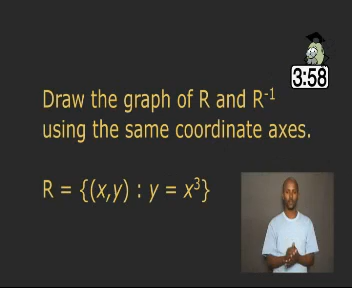 3:58
Draw the graph of R and R⁻¹
using the same coordinate axes.
R = {(x,y) : y = x³}